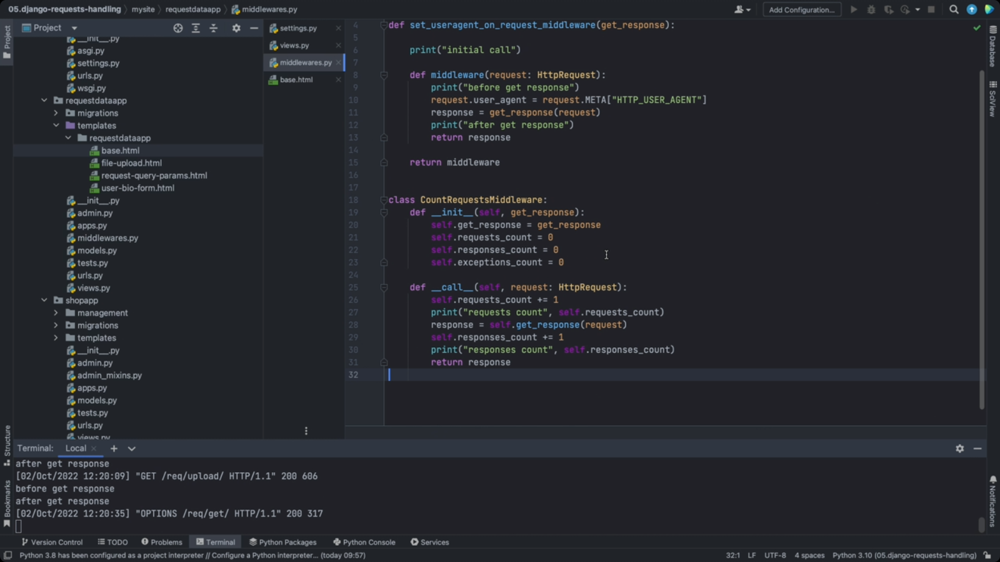 05.django-requests-handling
mysite
requestdataapp
middlewares.py
Add Configuration...
Project
Project
__init__.py
asgi.py
settings.py
urls.py
wsgi.py
requestdataapp
migrations
templates
requestdataapp
base.html
file-upload.html
request-query-params.html
user-bio-form.html
__init__.py
admin.py
apps.py
middlewares.py
models.py
tests.py
urls.py
views.py
shopapp
management
migrations
templates
__init__.py
admin.py
admin_mixins.py
apps.py
models.py
tests.py
urls.py
views.py
settings.py
views.py
middlewares.py
base.html
4 def set_useragent_on_request_middleware(get_response):
5
6 print("initial call")
7
8 def middleware(request: HttpRequest):
9 print("before get response")
10 request.user_agent = request.META["HTTP_USER_AGENT"]
11 response = get_response(request)
12 print("after get response")
13 return response
14
15 return middleware
16
17
18 class CountRequestsMiddleware:
19 def __init__(self, get_response):
20 self.get_response = get_response
21 self.requests_count = 0
22 self.responses_count = 0
23 self.exceptions_count = 0
24
25 def __call__(self, request: HttpRequest):
26 self.requests_count += 1
27 print("requests count", self.requests_count)
28 response = self.get_response(request)
29 self.responses_count += 1
30 print("responses count", self.responses_count)
31 return response
32
Database
SciView
Notifications
Structure
Bookmarks
Terminal: Local
after get response
[02/Oct/2022 12:20:09] "GET /req/upload/ HTTP/1.1" 200 606
before get response
after get response
[02/Oct/2022 12:20:35] "OPTIONS /req/get/ HTTP/1.1" 200 317
Version Control
TODO
Problems
Terminal
Python Packages
Python Console
Services
Python 3.8 has been configured as a project interpreter // Configure a Python interpreter... (today 09:57)
32:1 LF UTF-8 4 spaces Python 3.10 (05.django-requests-handling)